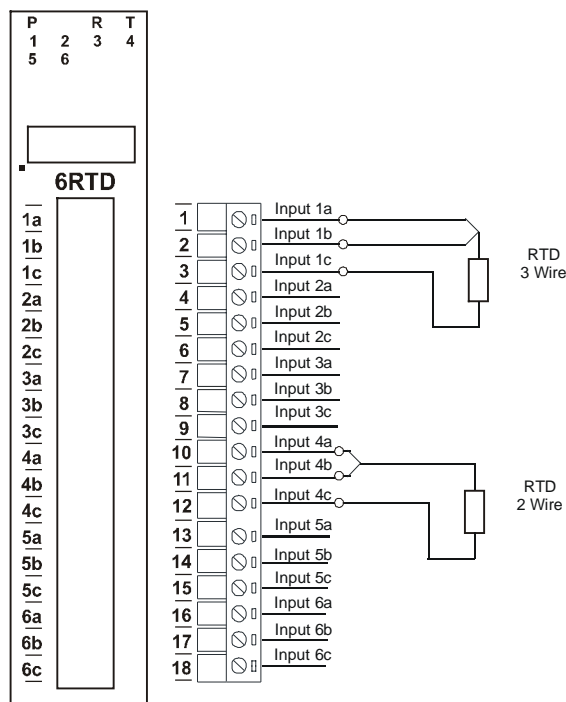 P R T
1 2 3 4
5 6
6RTD
1a
1b
1c
2a
2b
2c
3a
3b
3c
4a
4b
4c
5a
5b
5c
6a
6b
6c
1 Input 1a
2 Input 1b
3 Input 1c
4 Input 2a
5 Input 2b
6 Input 2c
7 Input 3a
8 Input 3b
9 Input 3c
10 Input 4a
11 Input 4b
12 Input 4c
13 Input 5a
14 Input 5b
15 Input 5c
16 Input 6a
17 Input 6b
18 Input 6c
RTD
3 Wire
RTD
2 Wire